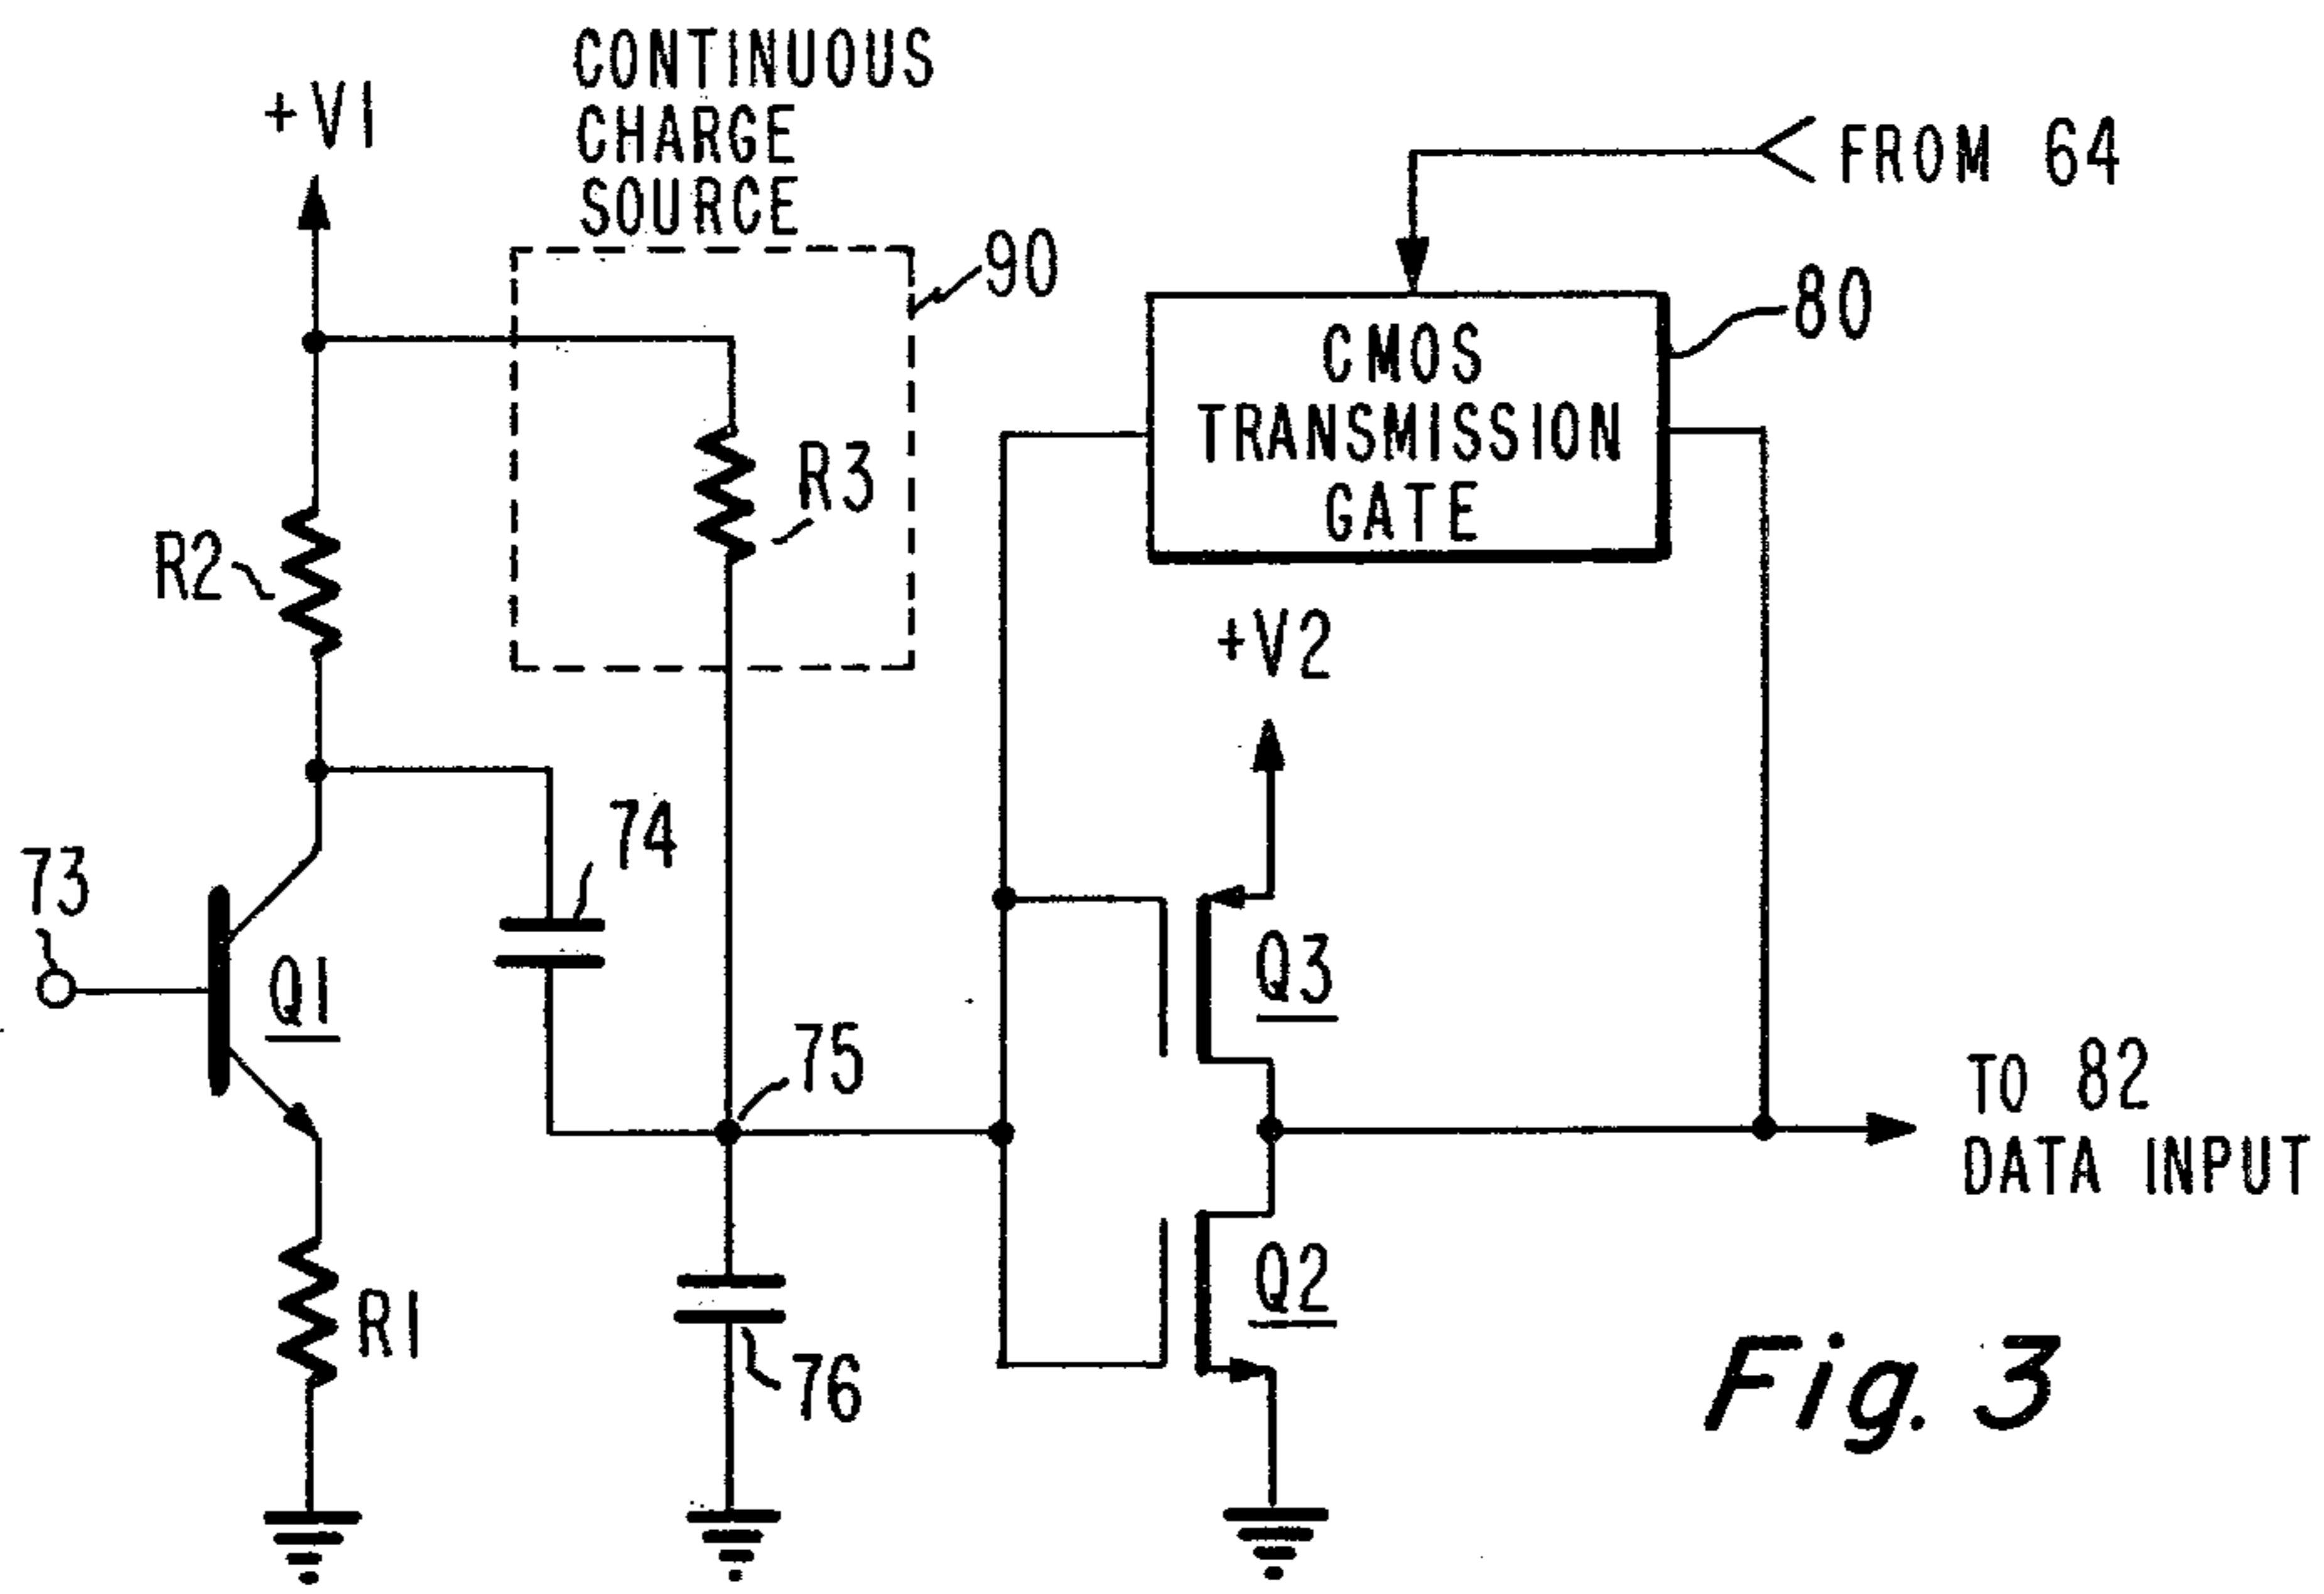 CONTINUOUS
CHARGE
SOURCE
+V1
90
FROM 64
80
CMOS
TRANSMISSION
GATE
R3
R2
+V2
74
73
Q1
Q3
75
TO 82
DATA INPUT
Q2
R1
76
Fig. 3